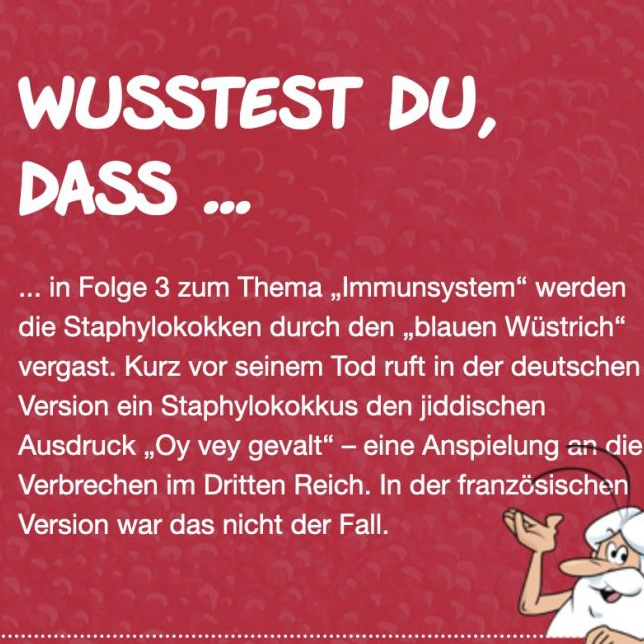 WUSSTEST DU,
DASS ...
... in Folge 3 zum Thema „Immunsystem“ werden
die Staphylokokken durch den „blauen Wüstrich“
vergast. Kurz vor seinem Tod ruft in der deutschen
Version ein Staphylokokkus den jiddischen
Ausdruck „Oy vey gevalt“ – eine Anspielung an die
Verbrechen im Dritten Reich. In der französischen
Version war das nicht der Fall.